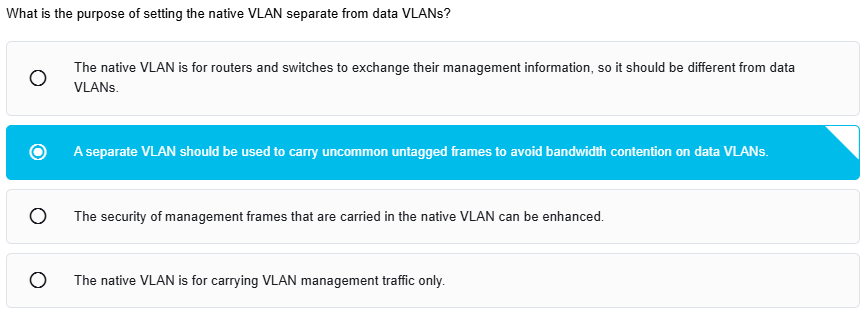 What is the purpose of setting the native VLAN separate from data VLANs?
The native VLAN is for routers and switches to exchange their management information, so it should be different from data
VLANs.
A separate VLAN should be used to carry uncommon untagged frames to avoid bandwidth contention on data VLANs.
The security of management frames that are carried in the native VLAN can be enhanced.
The native VLAN is for carrying VLAN management traffic only.